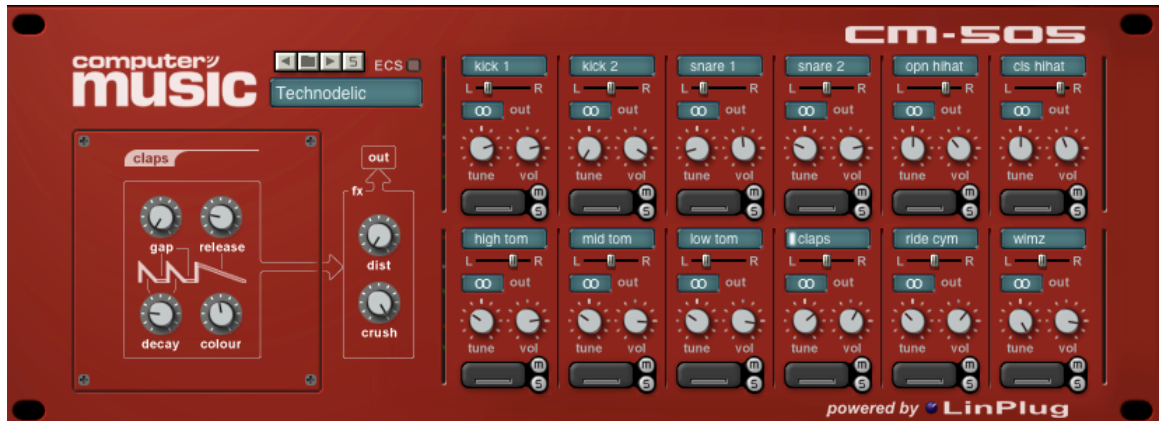 CM-505
computer
music
S ECS
Technodelic
claps
gap release
decay colour
out
fx
dist
crush
kick 1 kick 2 snare 1 snare 2 opn hihat cls hihat
L R L R L R L R L R L R
out out out out out out
tune vol tune vol tune vol tune vol tune vol tune vol
m m m m m m
S S S S S S
high tom mid tom low tom claps ride cym wimz
L R L R L R L R L R L R
out out out out out out
tune vol tune vol tune vol tune vol tune vol tune vol
m m m m m m
S S S S S S
powered by LinPlug